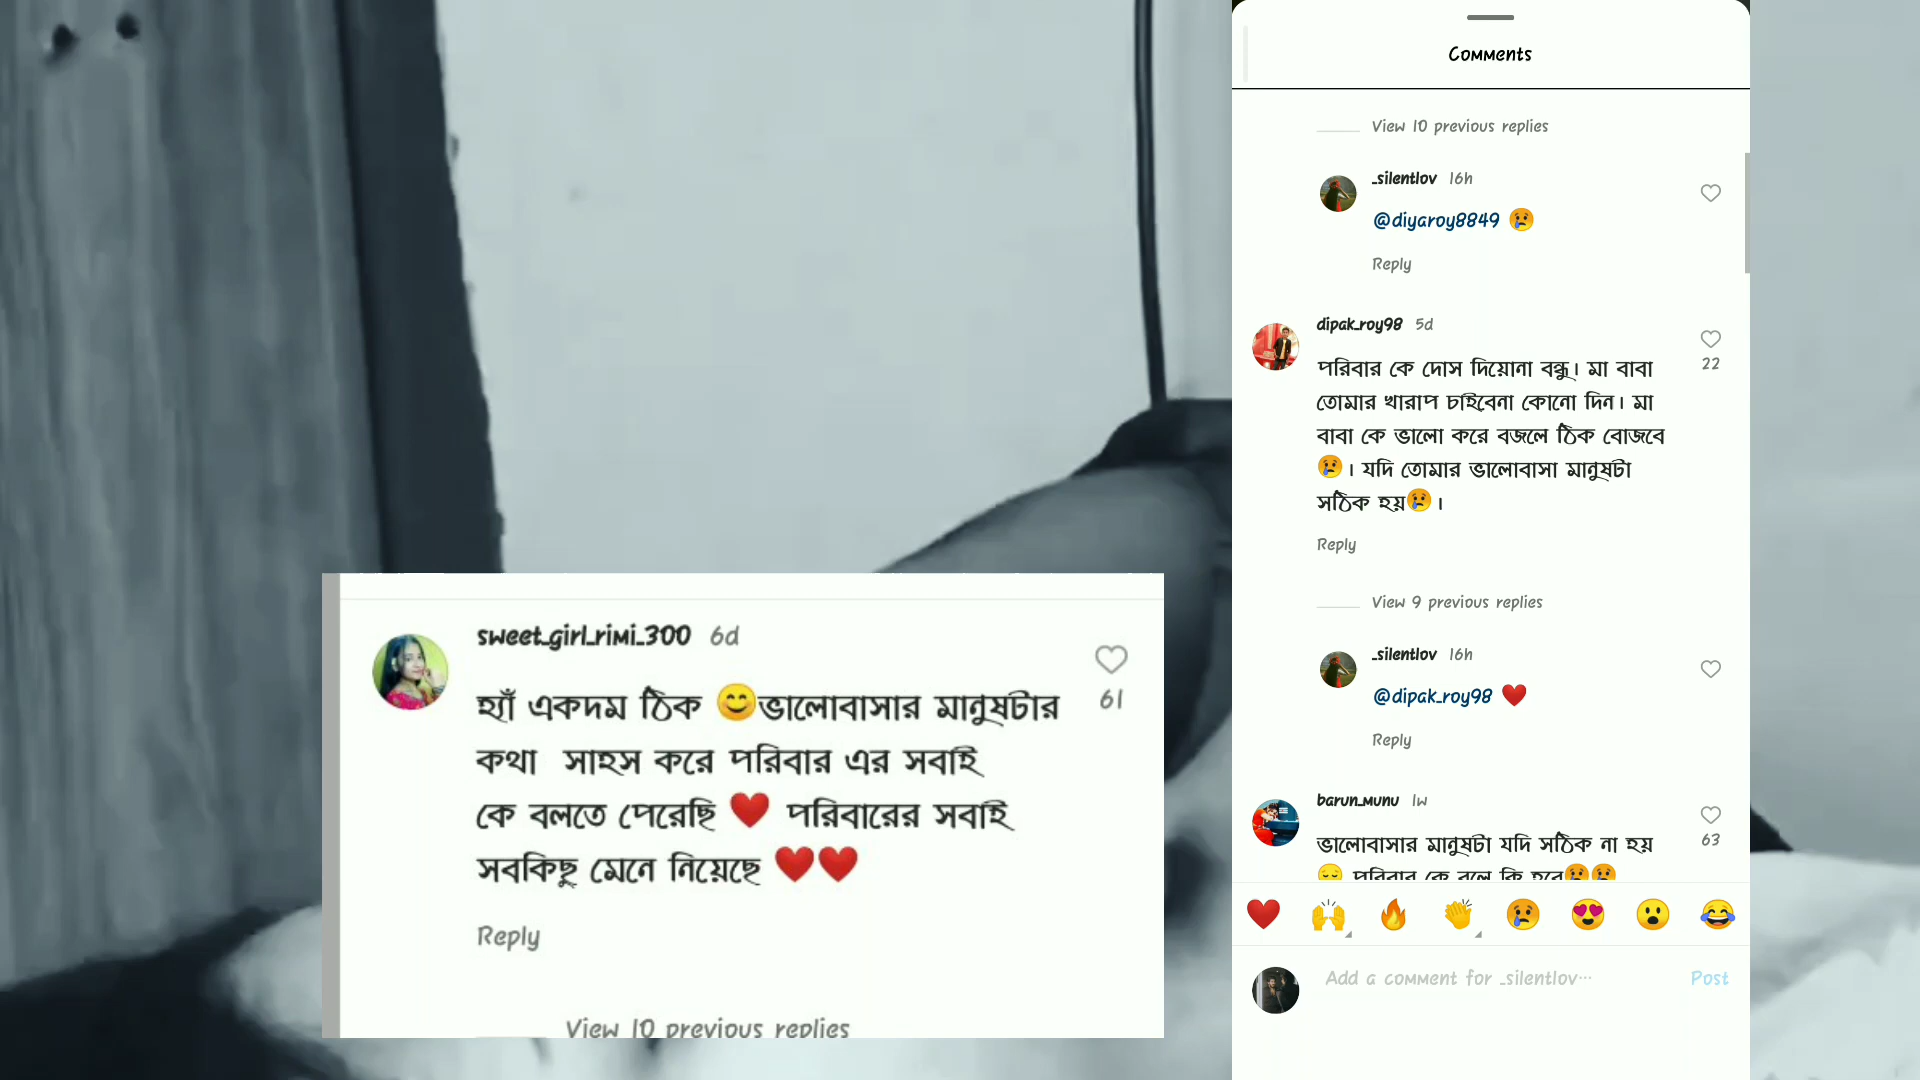 Comments
View 10 previous replies
_silentlov 16h
@diyaroy8849 😢
Reply
dipak_roy98 5d
22
পরিবার কে দোস দিয়োনা বন্ধু। মা বাবা
তোমার খারাপ চাইবেনা কোনো দিন। মা
বাবা কে ভালো করে বজলে ঠিক বোজবে
😢। যদি তোমার ভালোবাসা মানুষটা
সঠিক হয়😢।
Reply
View 9 previous replies
_silentlov 16h
@dipak_roy98 ❤️
Reply
barun_munu 1w
63
ভালোবাসার মানুষটা যদি সঠিক না হয়
😔 পরিবার কে বলে কি হবে😢😢
❤️ 🙌 🔥 👏 😢 😍 😮 😂
Add a comment for _silentlov...
Post
sweet_girl_rimi_300 6d
61
হ্যাঁ একদম ঠিক 😊ভালোবাসার মানুষটার
কথা সাহস করে পরিবার এর সবাই
কে বলতে পেরেছি ❤️ পরিবারের সবাই
সবকিছু মেনে নিয়েছে ❤️❤️
Reply
View 10 previous replies